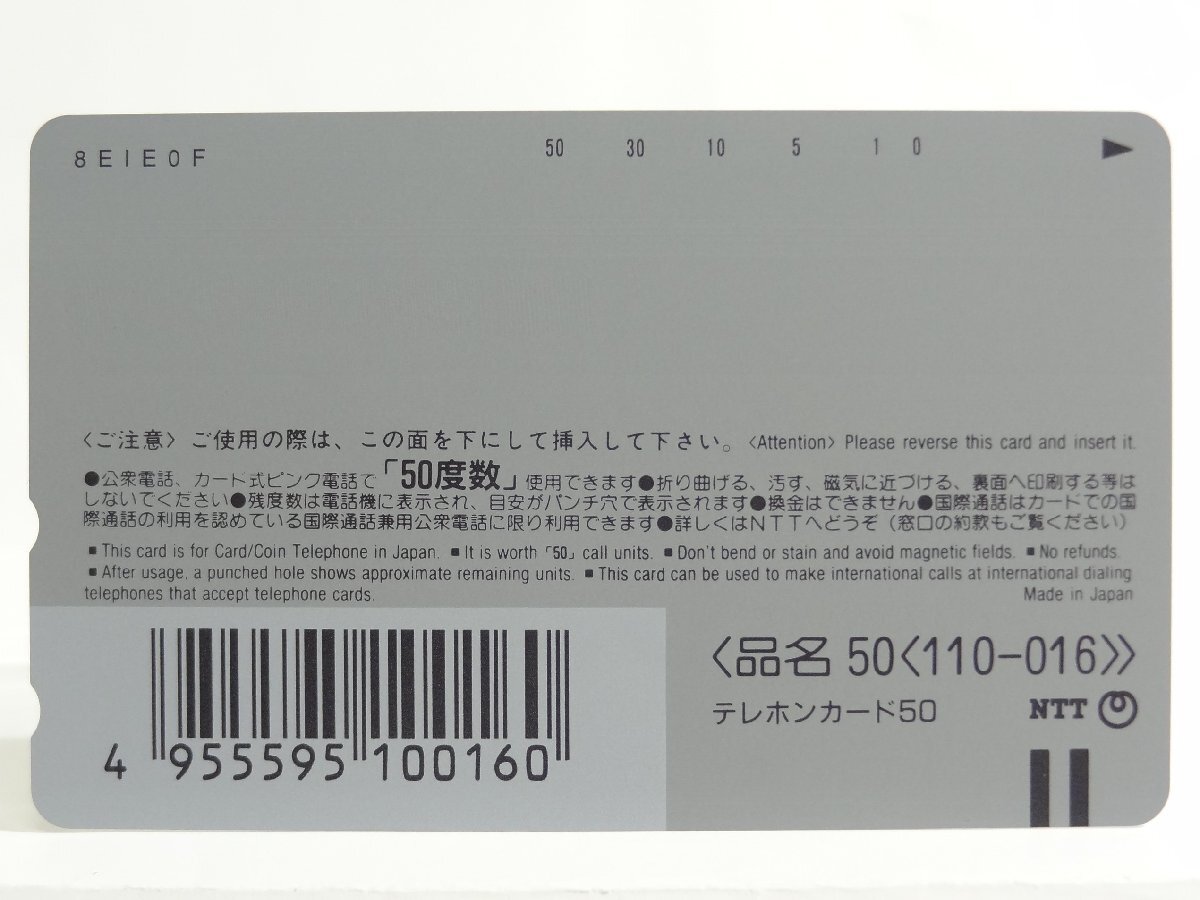 8E1E0F
50 30 10 5 1 0 ▶
〈ご注意〉ご使用の際は、この面を下にして挿入して下さい。〈Attention〉Please reverse this card and insert it.
●公衆電話、カード式ピンク電話で「50度数」使用できます●折り曲げる、汚す、磁気に近づける、裏面へ印刷する等は
しないでください●残度数は電話機に表示され、目安がパンチ穴で表示されます●換金はできません●国際通話はカードでの国
際通話の利用を認めている国際通話兼用公衆電話に限り利用できます●詳しくはNTTへどうぞ（窓口の約款もご覧ください）
■This card is for Card/Coin Telephone in Japan. ■It is worth「50」call units. ■Don't bend or stain and avoid magnetic fields. ■No refunds.
■After usage, a punched hole shows approximate remaining units. ■This card can be used to make international calls at international dialing
telephones that accept telephone cards. Made in Japan
〈品名 50〈110-016〉〉
テレホンカード50 NTT
4 955595 100160